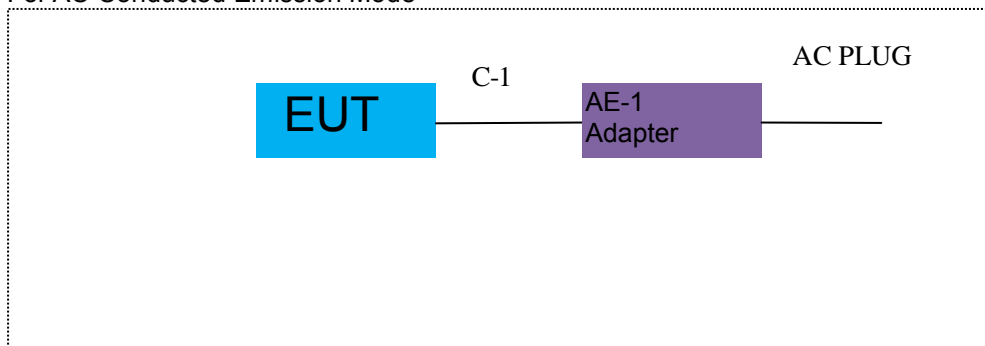 For AC Conducted Emission Mode
AC PLUG
C-1
EUT
AE-1
Adapter